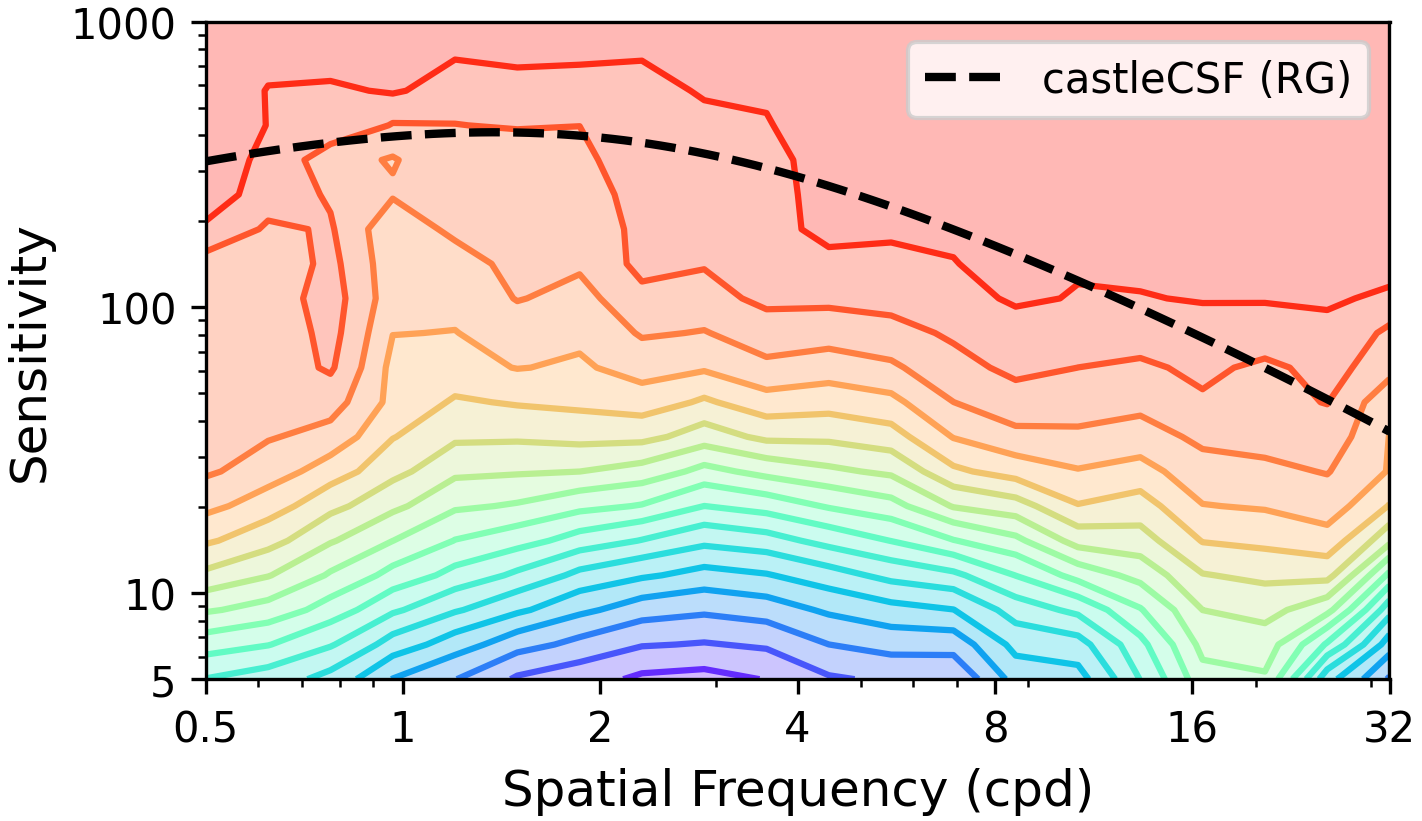 1000
castleCSF (RG)
100
10
5
Sensitivity
0.5 1 2 4 8 16 32
Spatial Frequency (cpd)